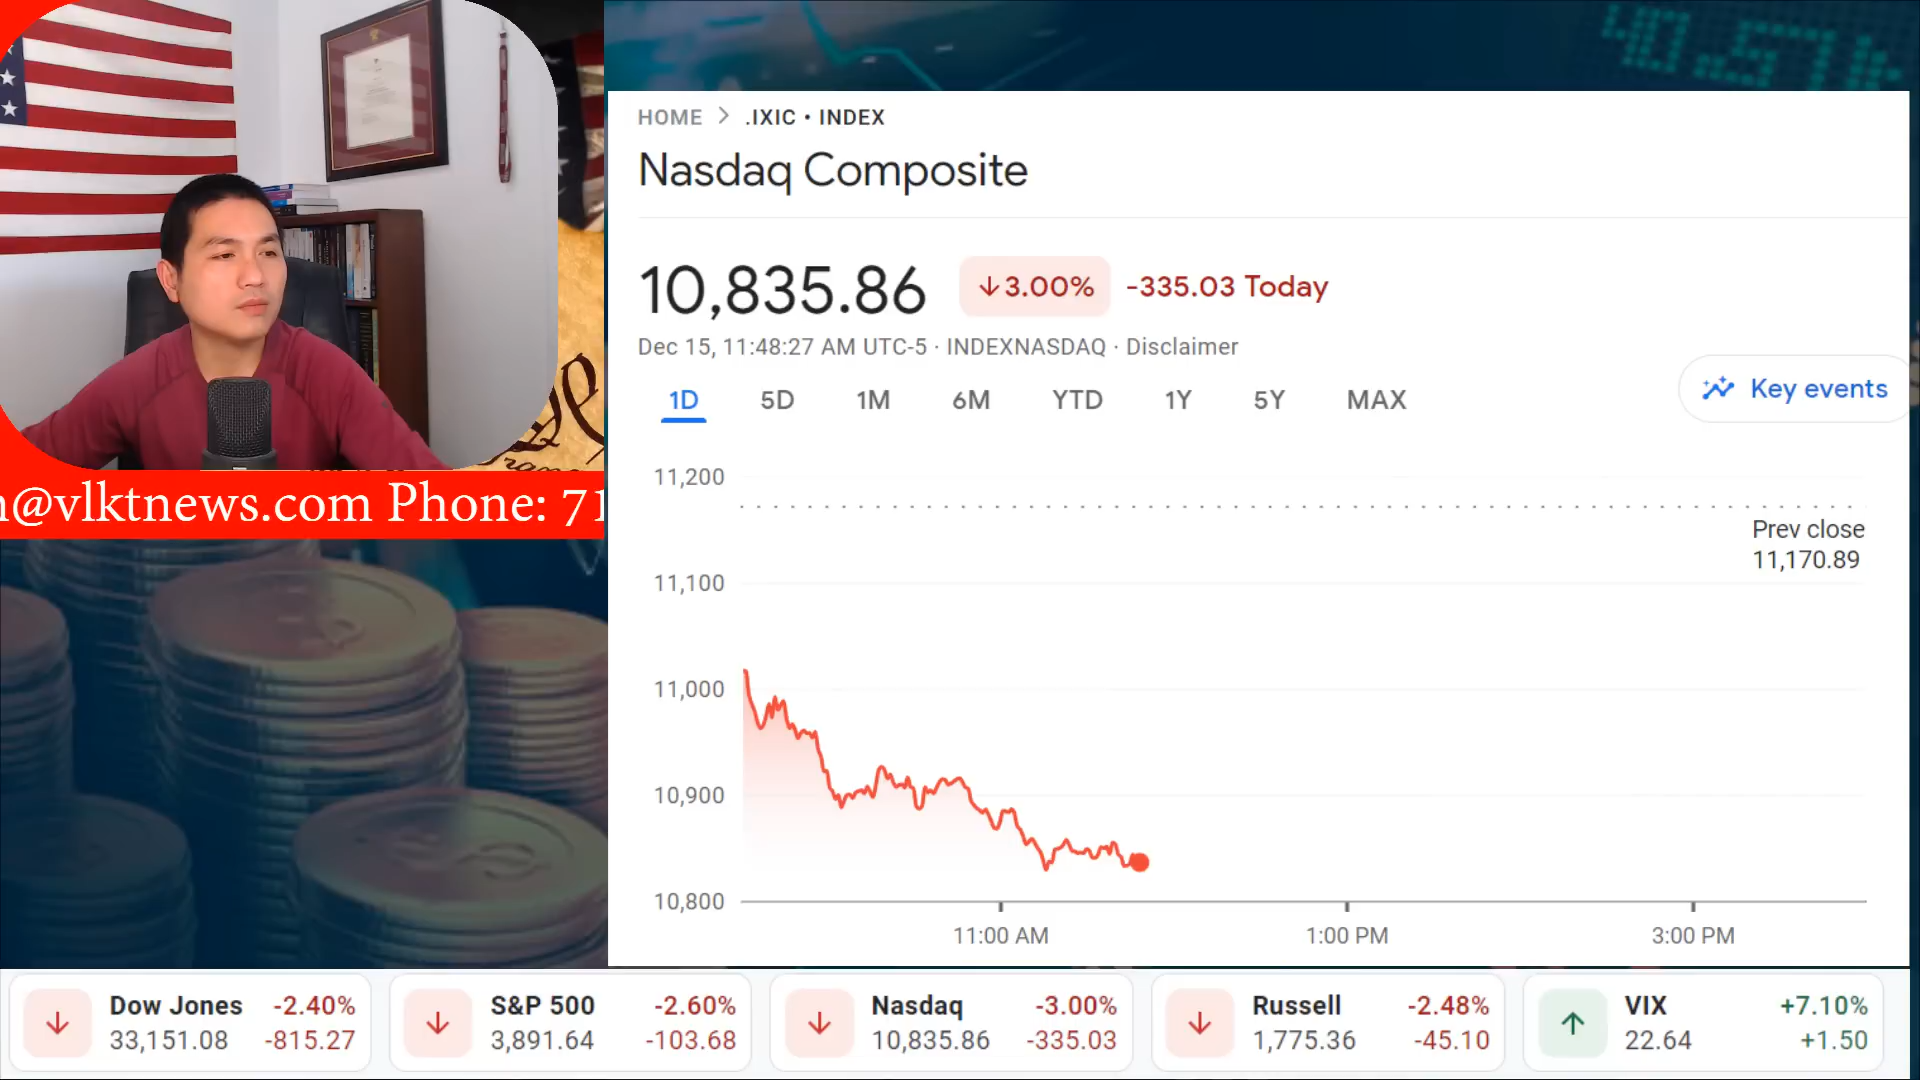 HOME > .IXIC • INDEX
Nasdaq Composite
10,835.86 ↓3.00% -335.03 Today
Dec 15, 11:48:27 AM UTC-5 · INDEXNASDAQ · Disclaimer
1D 5D 1M 6M YTD 1Y 5Y MAX
Key events
11,200
Prev close
11,170.89
11,100
11,000
10,900
10,800
11:00 AM 1:00 PM 3:00 PM
@vlktnews.com Phone: 71
Dow Jones -2.40%
33,151.08 -815.27
S&P 500 -2.60%
3,891.64 -103.68
Nasdaq -3.00%
10,835.86 -335.03
Russell -2.48%
1,775.36 -45.10
VIX +7.10%
22.64 +1.50